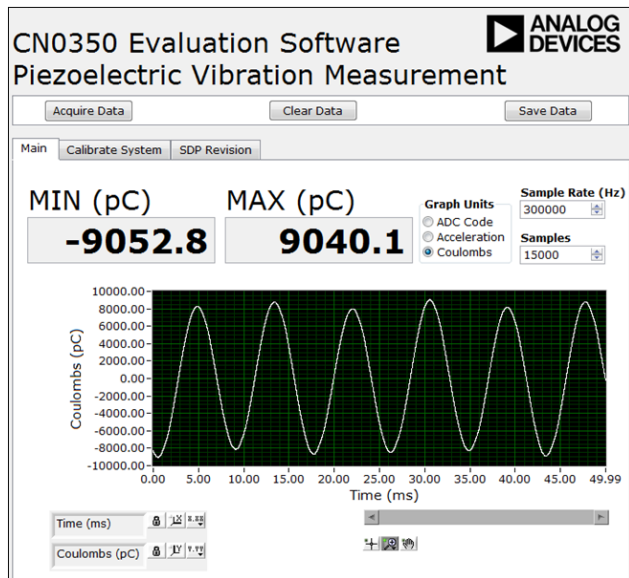 CN0350 Evaluation Software
Piezoelectric Vibration Measurement
ANALOG
DEVICES
Acquire Data
Clear Data
Save Data
Main
Calibrate System
SDP Revision
MIN (pC)
-9052.8
MAX (pC)
9040.1
Graph Units
ADC Code
Acceleration
Coulombs
Sample Rate (Hz)
300000
Samples
15000
Coulombs (pC)
10000.00
8000.00
6000.00
4000.00
2000.00
0.00
-2000.00
-4000.00
-6000.00
-8000.00
-10000.00
0.00 5.00 10.00 15.00 20.00 25.00 30.00 35.00 40.00 45.00 49.99
Time (ms)
Time (ms)
Coulombs (pC)